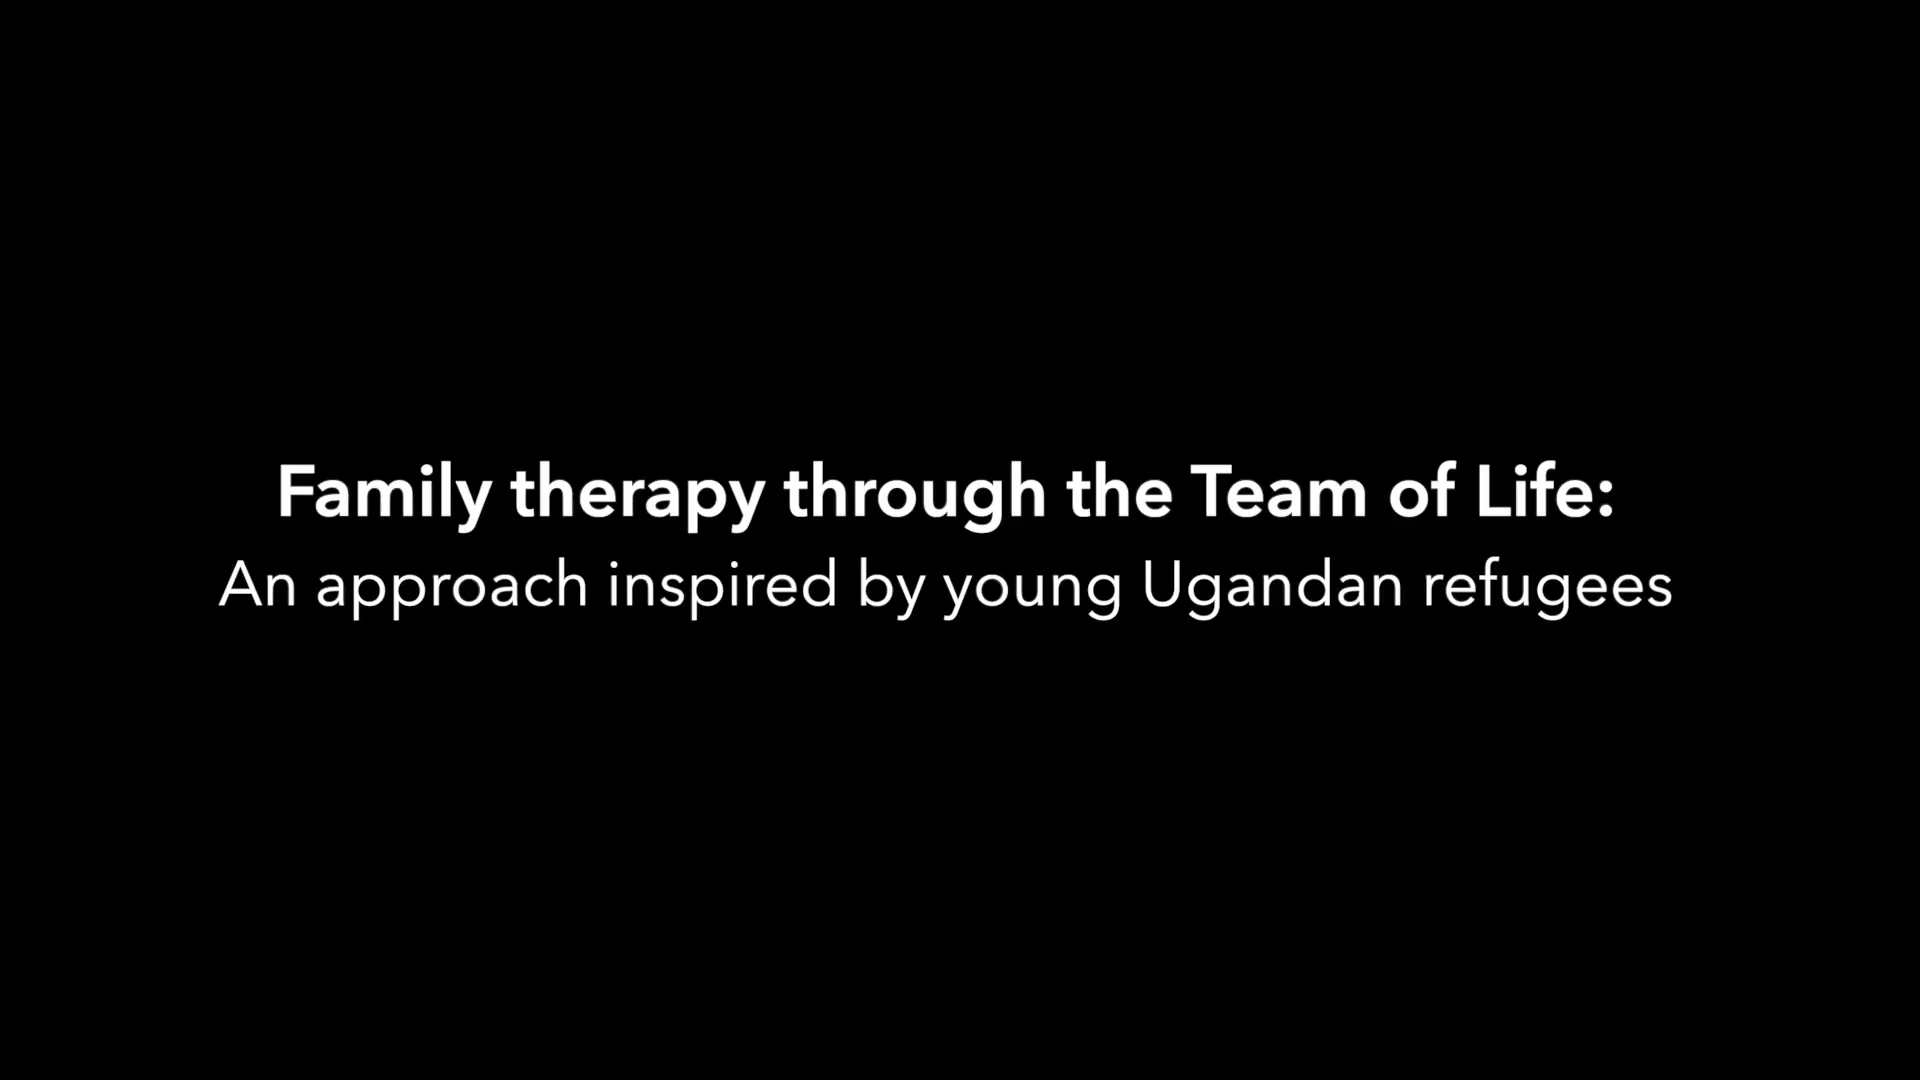 Family therapy through the Team of Life:
An approach inspired by young Ugandan refugees